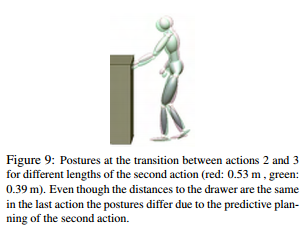 Figure 9: Postures at the transition between actions 2 and 3
for different lengths of the second action (red: 0.53 m , green:
0.39 m). Even though the distances to the drawer are the same
in the last action the postures differ due to the predictive plan-
ning of the second action.